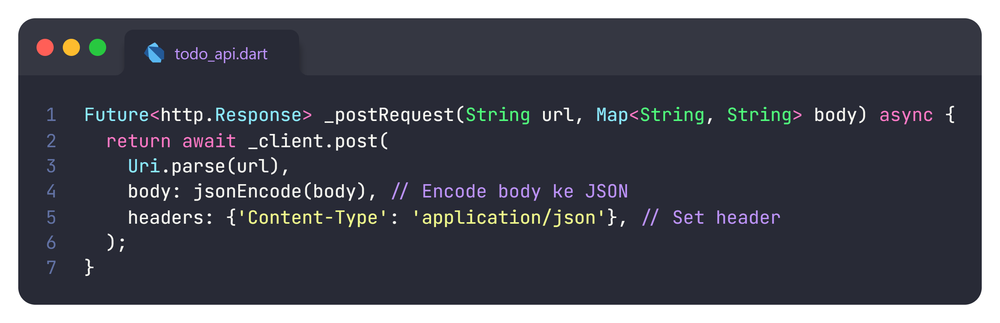 todo_api.dart
1 Future<http.Response> _postRequest(String url, Map<String, String> body) async {
2   return await _client.post(
3     Uri.parse(url),
4     body: jsonEncode(body), // Encode body ke JSON
5     headers: {'Content-Type': 'application/json'}, // Set header
6   );
7 }